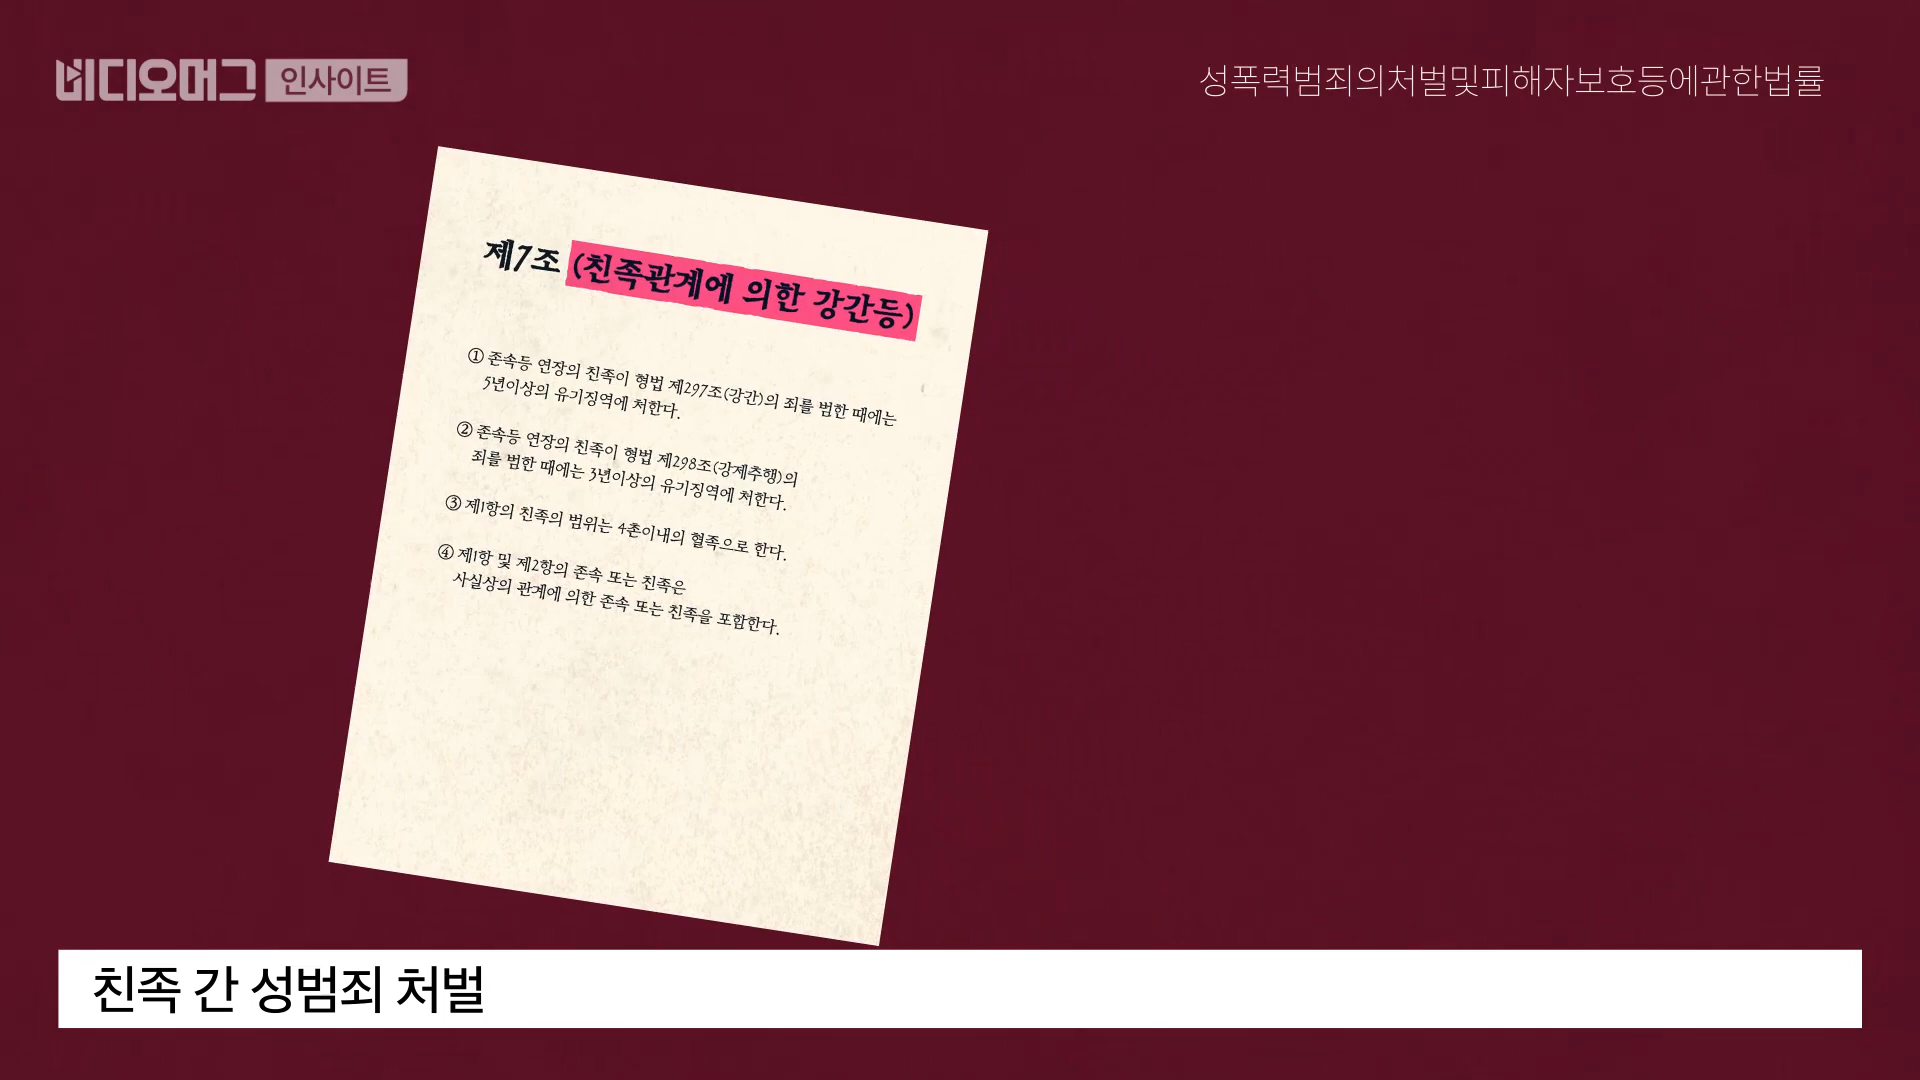 비디오머그 인사이트
성폭력범죄의처벌및피해자보호등에관한법률
제7조 (친족관계에 의한 강간등)
① 존속등 연장의 친족이 형법 제297조(강간)의 죄를 범한 때에는
5년이상의 유기징역에 처한다.
② 존속등 연장의 친족이 형법 제298조(강제추행)의
죄를 범한 때에는 3년이상의 유기징역에 처한다.
③ 제1항의 친족의 범위는 4촌이내의 혈족으로 한다.
④ 제1항 및 제2항의 존속 또는 친족은
사실상의 관계에 의한 존속 또는 친족을 포함한다.
친족 간 성범죄 처벌